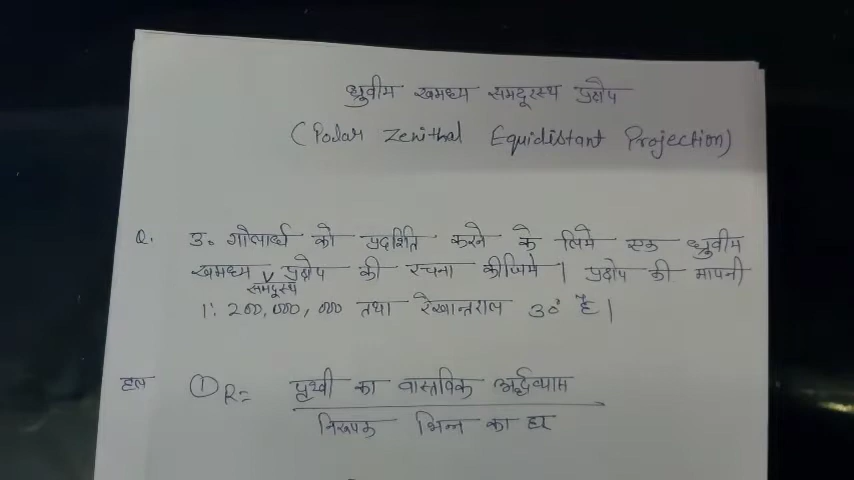 ध्रुवीय खमध्य समदूरस्थ प्रक्षेप
(Polar Zenithal Equidistant Projection)
Q. उ. गोलार्ध को प्रदर्शित करने के लिये एक ध्रुवीय
खमध्य प्रक्षेप की रचना कीजिये | प्रक्षेप की मापनी
समदूरस्थ
1: 200,000,000 तथा रेखान्तराल 30° है |
हल ① R= पृथ्वी का वास्तविक अर्द्धव्यास
निरूपक भिन्न का हर